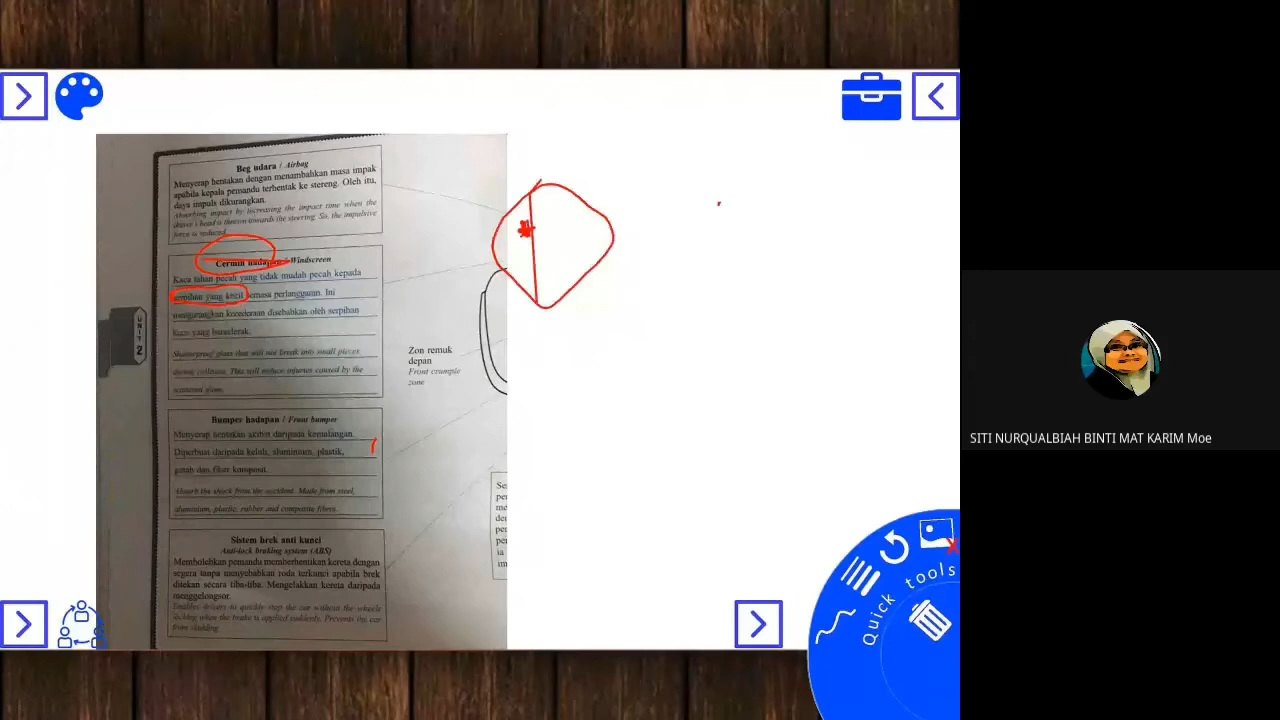 Beg udara / Airbag
Menyerap hentakan dengan menambahkan masa impak
apabila kepala pemandu terhentak ke stereng. Oleh itu,
daya impuls dikurangkan.
Absorbing impact by increasing the impact time when the
driver's head is thrown towards the steering. So, the impulsive
force is reduced.
Cermin hadapan / Windscreen
Kaca tahan pecah yang tidak mudah pecah kepada
serpihan yang kecil semasa perlanggaran. Ini
mengurangkan kecederaan disebabkan oleh serpihan
kaca yang berselerak.
Shatterproof glass that will not break into small pieces
during collision. This will reduce injuries caused by the
scattered glass.
Bumper hadapan / Front bumper
Menyerap hentakan akibat daripada kemalangan.
Diperbuat daripada keluli, aluminium, plastik,
getah dan fiber komposit.
Absorb the shock from the accident. Made from steel,
aluminium, plastic, rubber and composite fibres.
Sistem brek anti kunci
Anti-lock braking system (ABS)
Membolehkan pemandu memberhentikan kereta dengan
segera tanpa menyebabkan roda terkunci apabila brek
ditekan secara tiba-tiba. Mengelakkan kereta daripada
menggelongsor.
Enables drivers to quickly stop the car without the wheels
locking when the brake is applied suddenly. Prevents the car
from skidding.
UNIT
2
Zon remuk
depan
Front crumple
zone
Se
per
me
der
per
per
ia
im
Quick tools
SITI NURQUALBIAH BINTI MAT KARIM Moe